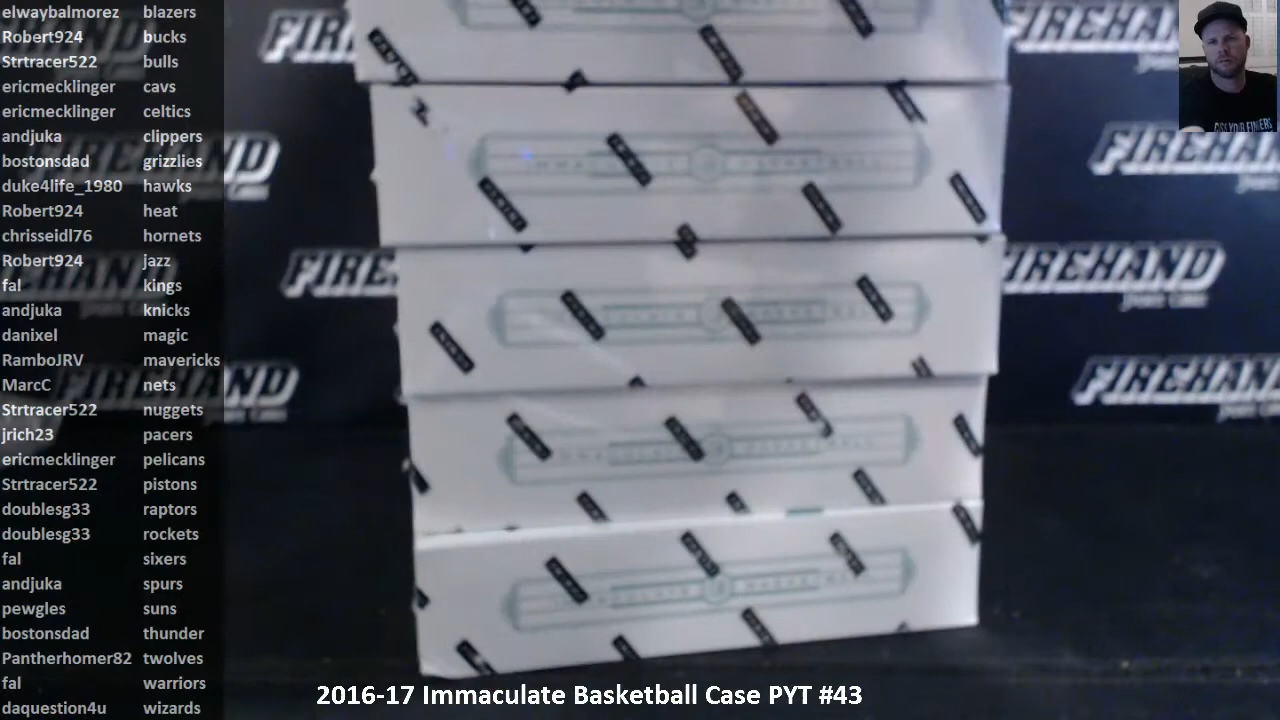 elwaybalmorez blazers
Robert924 bucks
Strtracer522 bulls
ericmecklinger cavs
ericmecklinger celtics
andjuka clippers
bostonsdad grizzlies
duke4life_1980 hawks
Robert924 heat
chrisseidl76 hornets
Robert924 jazz
fal kings
andjuka knicks
danixel magic
RamboJRV mavericks
MarcC nets
Strtracer522 nuggets
jrich23 pacers
ericmecklinger pelicans
Strtracer522 pistons
doublesg33 raptors
doublesg33 rockets
fal sixers
andjuka spurs
pewgles suns
bostonsdad thunder
Pantherhomer82 twolves
fal warriors
daquestion4u wizards
FIREHAND
FIREHAND
FIREHAND
FIREHAND
2016-17 Immaculate Basketball Case PYT #43